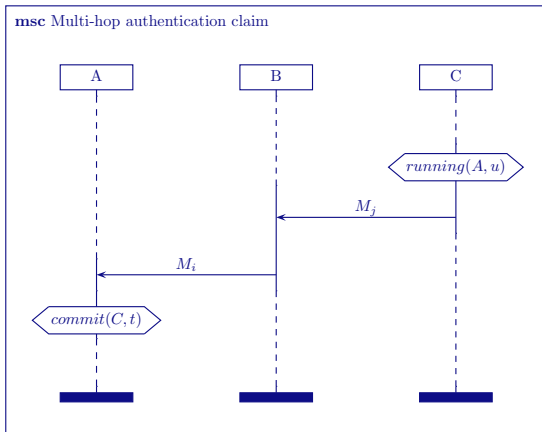 msc Multi-hop authentication claim
A B C
running(A, u)
M_j
M_i
commit(C, t)